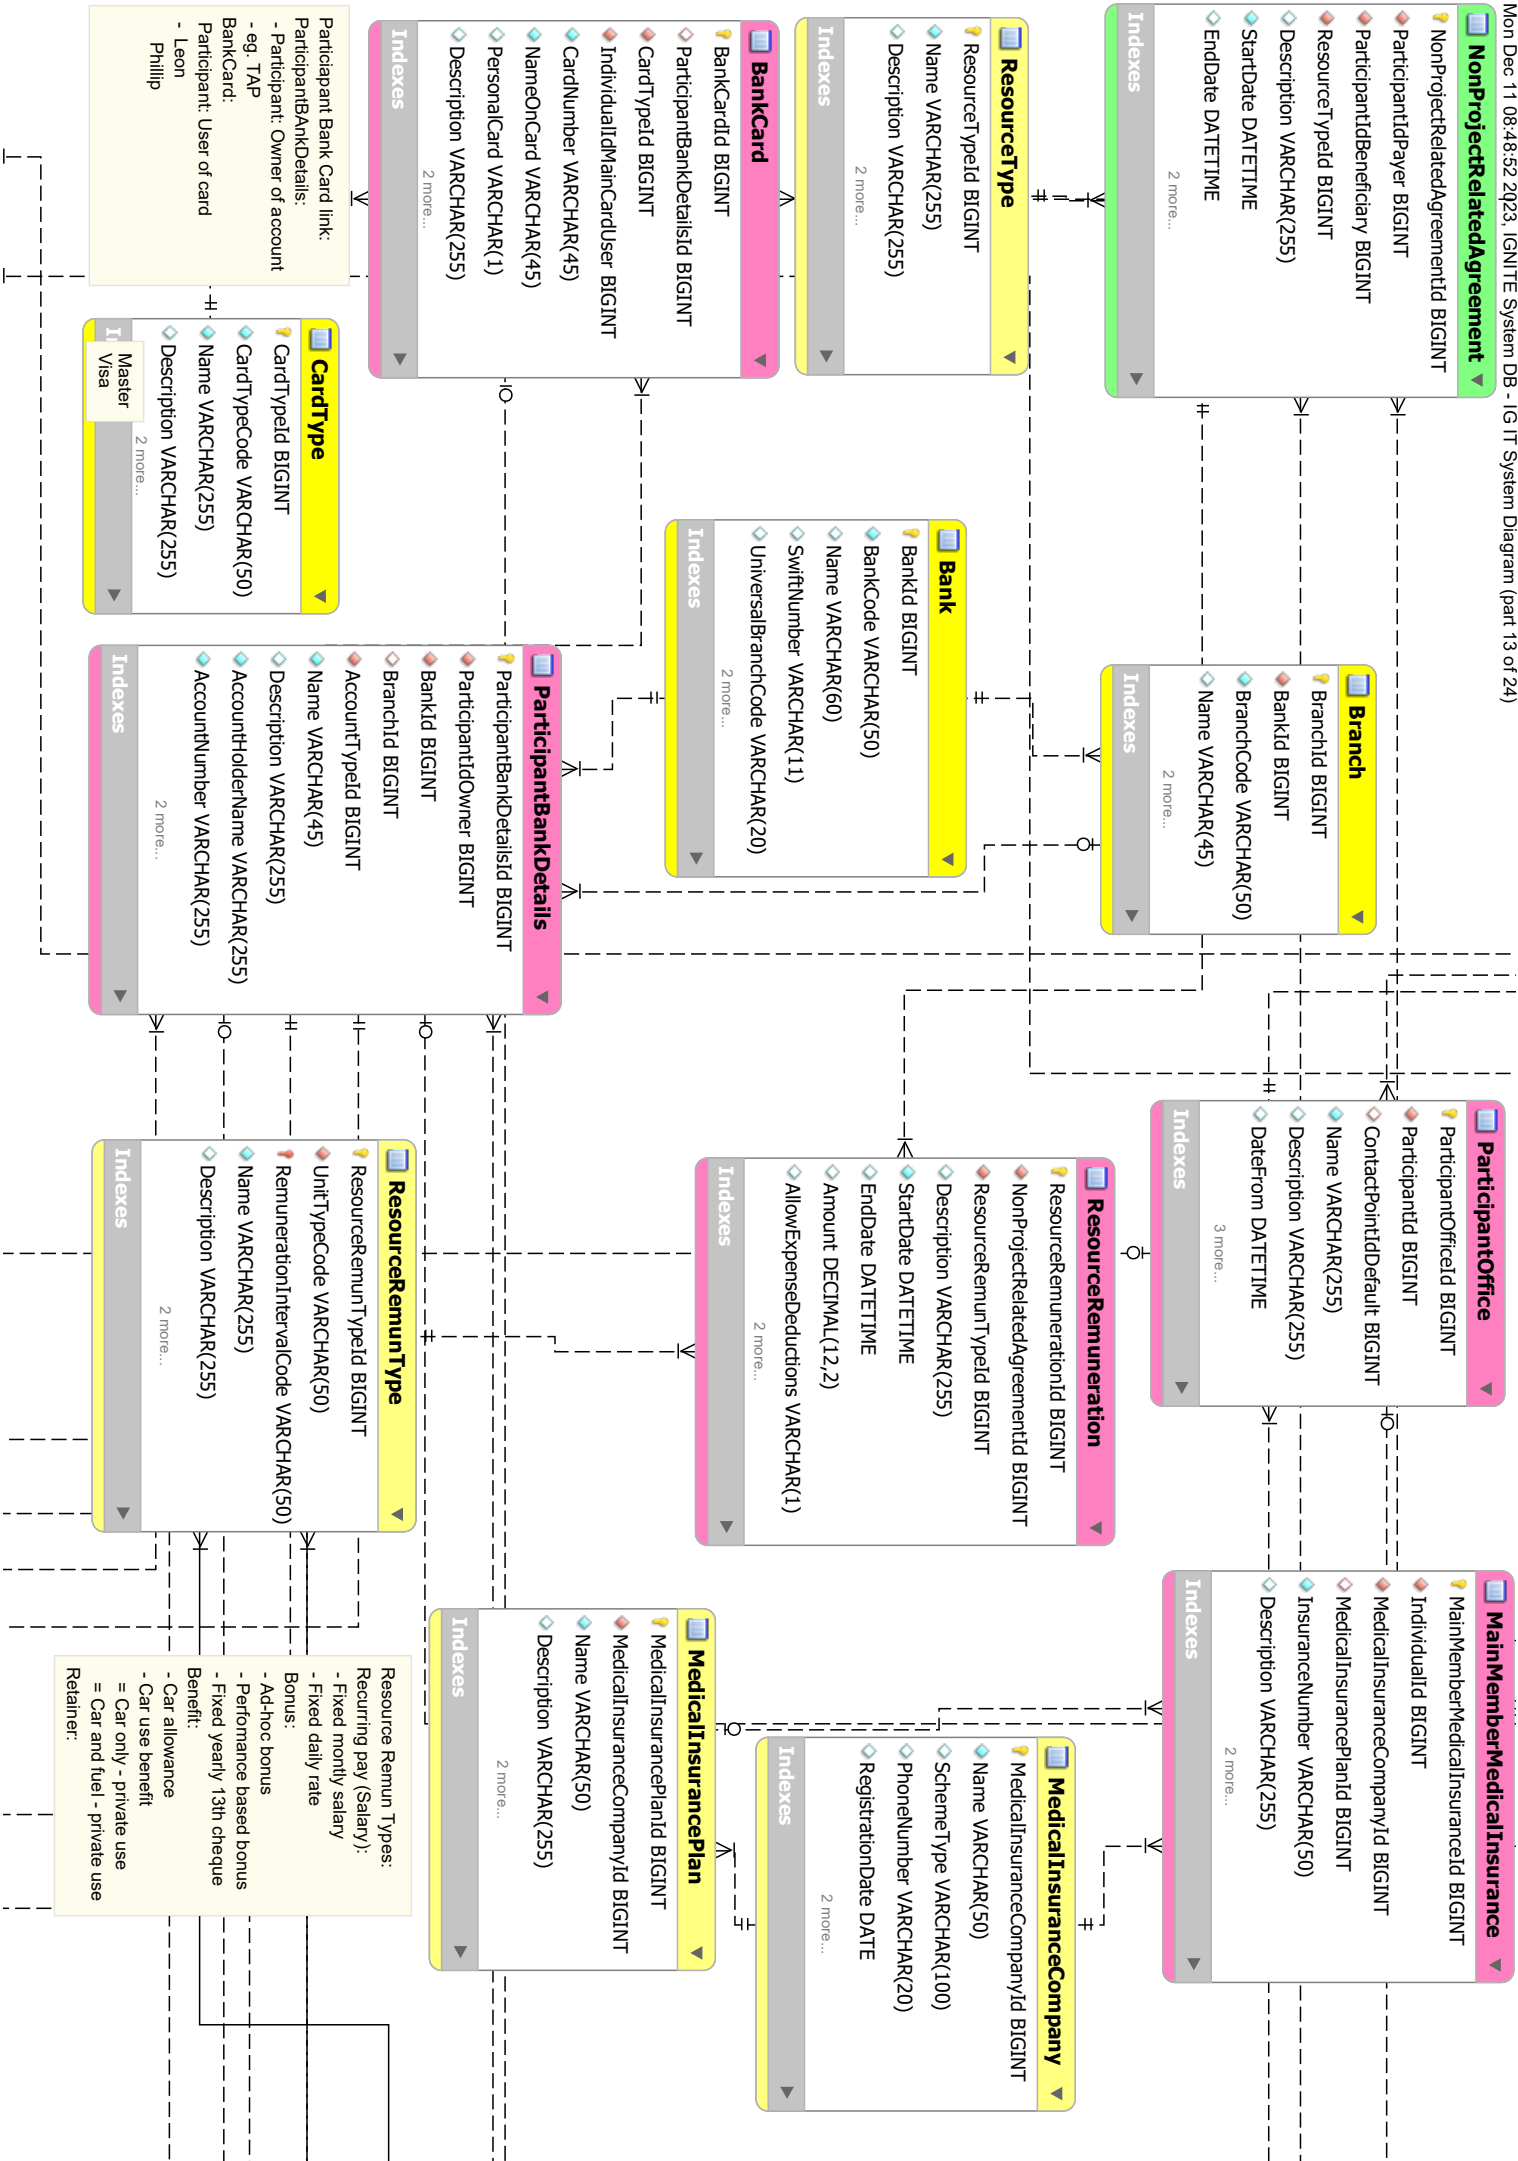 Mon Dec 11 08:48:52 2023, IGNITE System DB - IG IT System Diagram (part 13 of 24)
NonProjectRelatedAgreement
NonProjectRelatedAgreementId BIGINT
ParticipantIdPayer BIGINT
ParticipantIdBeneficiary BIGINT
ResourceTypeId BIGINT
Description VARCHAR(255)
StartDate DATETIME
EndDate DATETIME
2 more...
Indexes
Branch
BranchId BIGINT
BankId BIGINT
BranchCode VARCHAR(50)
Name VARCHAR(45)
2 more...
Indexes
ParticipantOffice
ParticipantOfficeId BIGINT
ParticipantId BIGINT
ContactPointIdDefault BIGINT
Name VARCHAR(255)
Description VARCHAR(255)
DateFrom DATETIME
3 more...
Indexes
MainMemberMedicalInsurance
MainMemberMedicalInsuranceId BIGINT
IndividualId BIGINT
MedicalInsuranceCompanyId BIGINT
MedicalInsurancePlanId BIGINT
InsuranceNumber VARCHAR(50)
Description VARCHAR(255)
2 more...
Indexes
ResourceType
ResourceTypeId BIGINT
Name VARCHAR(255)
Description VARCHAR(255)
2 more...
Indexes
Bank
BankId BIGINT
BankCode VARCHAR(50)
Name VARCHAR(60)
SwiftNumber VARCHAR(11)
UniversalBranchCode VARCHAR(20)
2 more...
Indexes
ResourceRemuneration
ResourceRemunerationId BIGINT
NonProjectRelatedAgreementId BIGINT
ResourceRemunTypeId BIGINT
Description VARCHAR(255)
StartDate DATETIME
EndDate DATETIME
Amount DECIMAL(12,2)
AllowExpenseDeductions VARCHAR(1)
2 more...
Indexes
MedicalInsuranceCompany
MedicalInsuranceCompanyId BIGINT
Name VARCHAR(50)
SchemeType VARCHAR(100)
PhoneNumber VARCHAR(20)
RegistrationDate DATE
2 more...
Indexes
BankCard
BankCardId BIGINT
ParticipantBankDetailsId BIGINT
CardTypeId BIGINT
IndividualIdMainCardUser BIGINT
CardNumber VARCHAR(45)
NameOnCard VARCHAR(45)
PersonalCard VARCHAR(1)
Description VARCHAR(255)
2 more...
Indexes
ParticipantBankDetails
ParticipantBankDetailsId BIGINT
ParticipantIdOwner BIGINT
BankId BIGINT
BranchId BIGINT
AccountTypeId BIGINT
Name VARCHAR(45)
Description VARCHAR(255)
AccountHolderName VARCHAR(255)
AccountNumber VARCHAR(255)
2 more...
Indexes
MedicalInsurancePlan
MedicalInsurancePlanId BIGINT
MedicalInsuranceCompanyId BIGINT
Name VARCHAR(50)
Description VARCHAR(255)
2 more...
Indexes
ResourceRemunType
ResourceRemunTypeId BIGINT
UnitTypeCode VARCHAR(50)
RemunerationIntervalCode VARCHAR(50)
Name VARCHAR(255)
Description VARCHAR(255)
2 more...
Indexes
Particiapant Bank Card link:
ParticipantBAnkDetails:
- Participant: Owner of account
- eg. TAP
BankCard:
Participant: User of card
- Leon
Phillip
CardType
CardTypeId BIGINT
CardTypeCode VARCHAR(50)
Name VARCHAR(255)
Description VARCHAR(255)
2 more...
Master
Visa
Resource Remun Types:
Recurring pay (Salary):
- Fixed montly salary
- Fixed daily rate
Bonus:
- Ad-hoc bonus
- Perfomance based bonus
- Fixed yearly 13th cheque
Benefit:
- Car allowance
- Car use benefit
= Car only - private use
= Car and fuel - private use
Retainer: